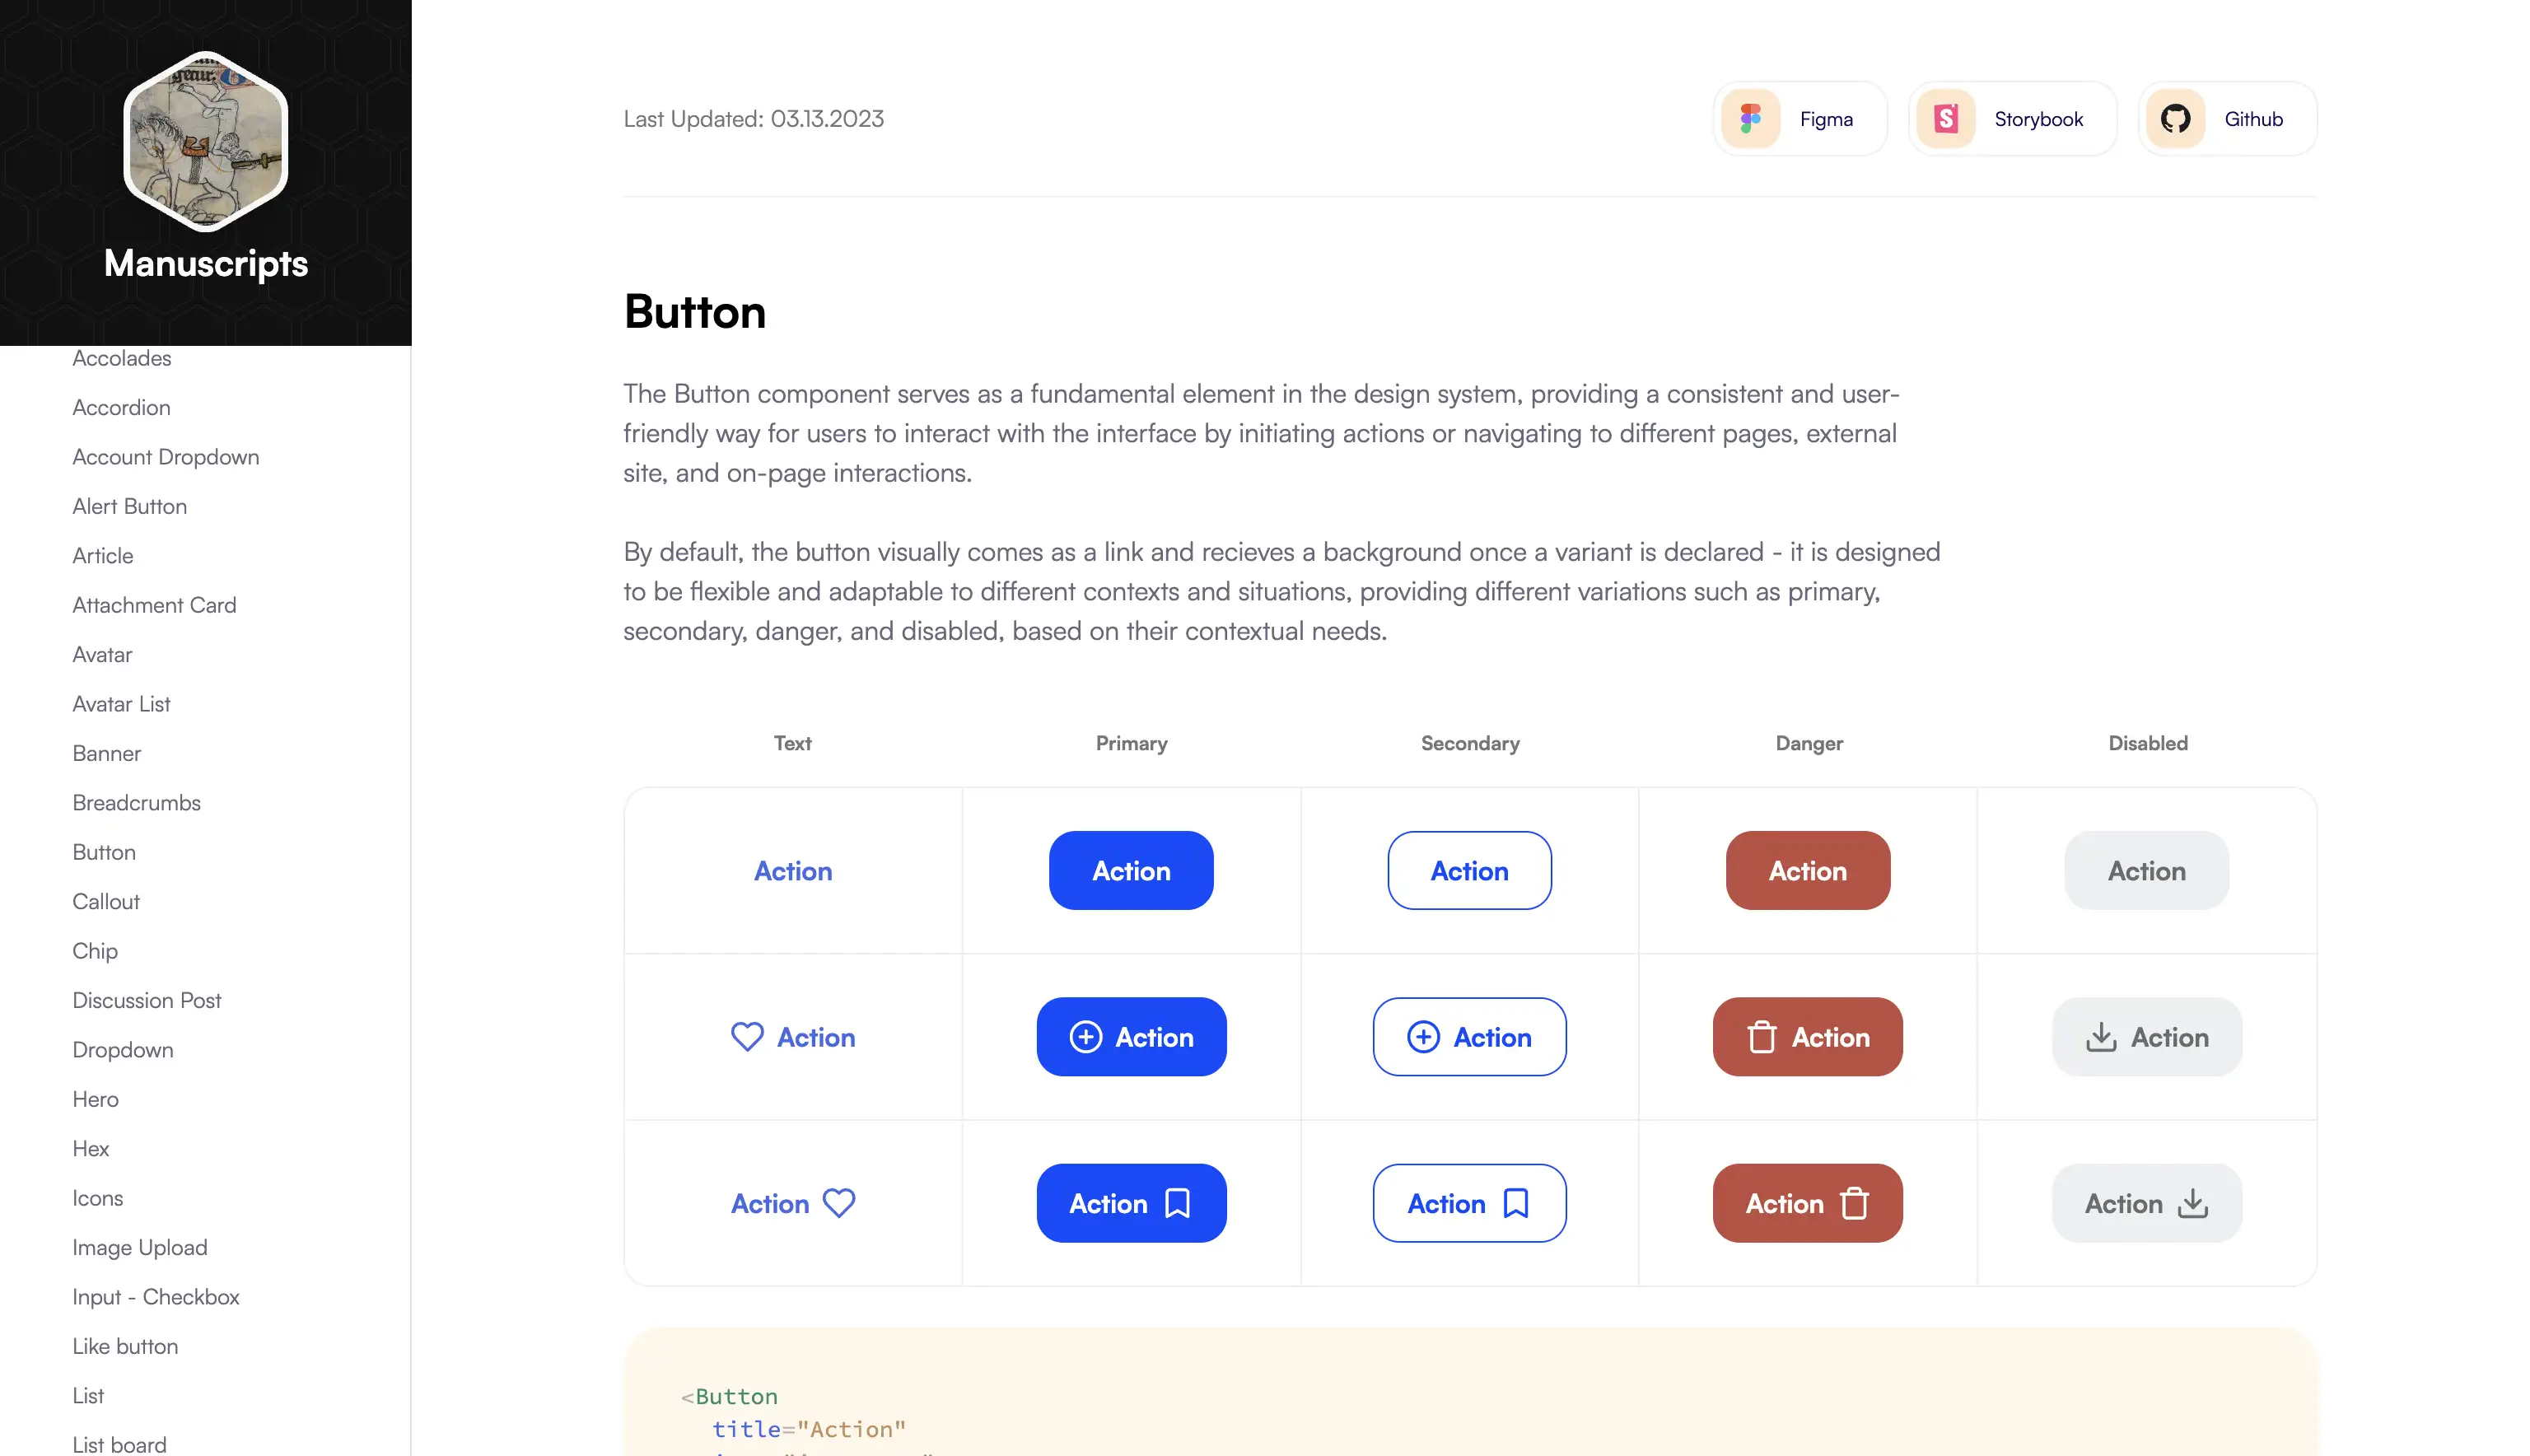 geaur.
Manuscripts
Accolades
Accordion
Account Dropdown
Alert Button
Article
Attachment Card
Avatar
Avatar List
Banner
Breadcrumbs
Button
Callout
Chip
Discussion Post
Dropdown
Hero
Hex
Icons
Image Upload
Input - Checkbox
Like button
List
List board
Last Updated: 03.13.2023
Figma
Storybook
Github
Button
The Button component serves as a fundamental element in the design system, providing a consistent and user-
friendly way for users to interact with the interface by initiating actions or navigating to different pages, external
site, and on-page interactions.
By default, the button visually comes as a link and recieves a background once a variant is declared - it is designed
to be flexible and adaptable to different contexts and situations, providing different variations such as primary,
secondary, danger, and disabled, based on their contextual needs.
Text Primary Secondary Danger Disabled
Action Action Action Action Action
Action Action Action Action Action
Action Action Action Action Action
<Button
title="Action"